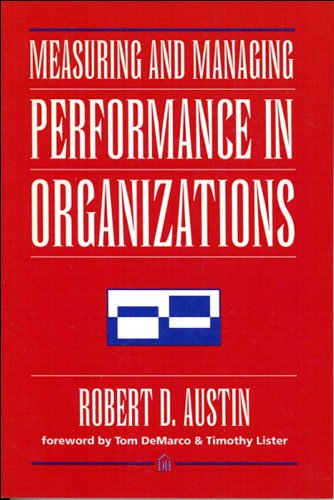 MEASURING AND MANAGING
PERFORMANCE IN
ORGANIZATIONS
ROBERT D. AUSTIN
foreword by Tom DeMarco & Timothy Lister
DH